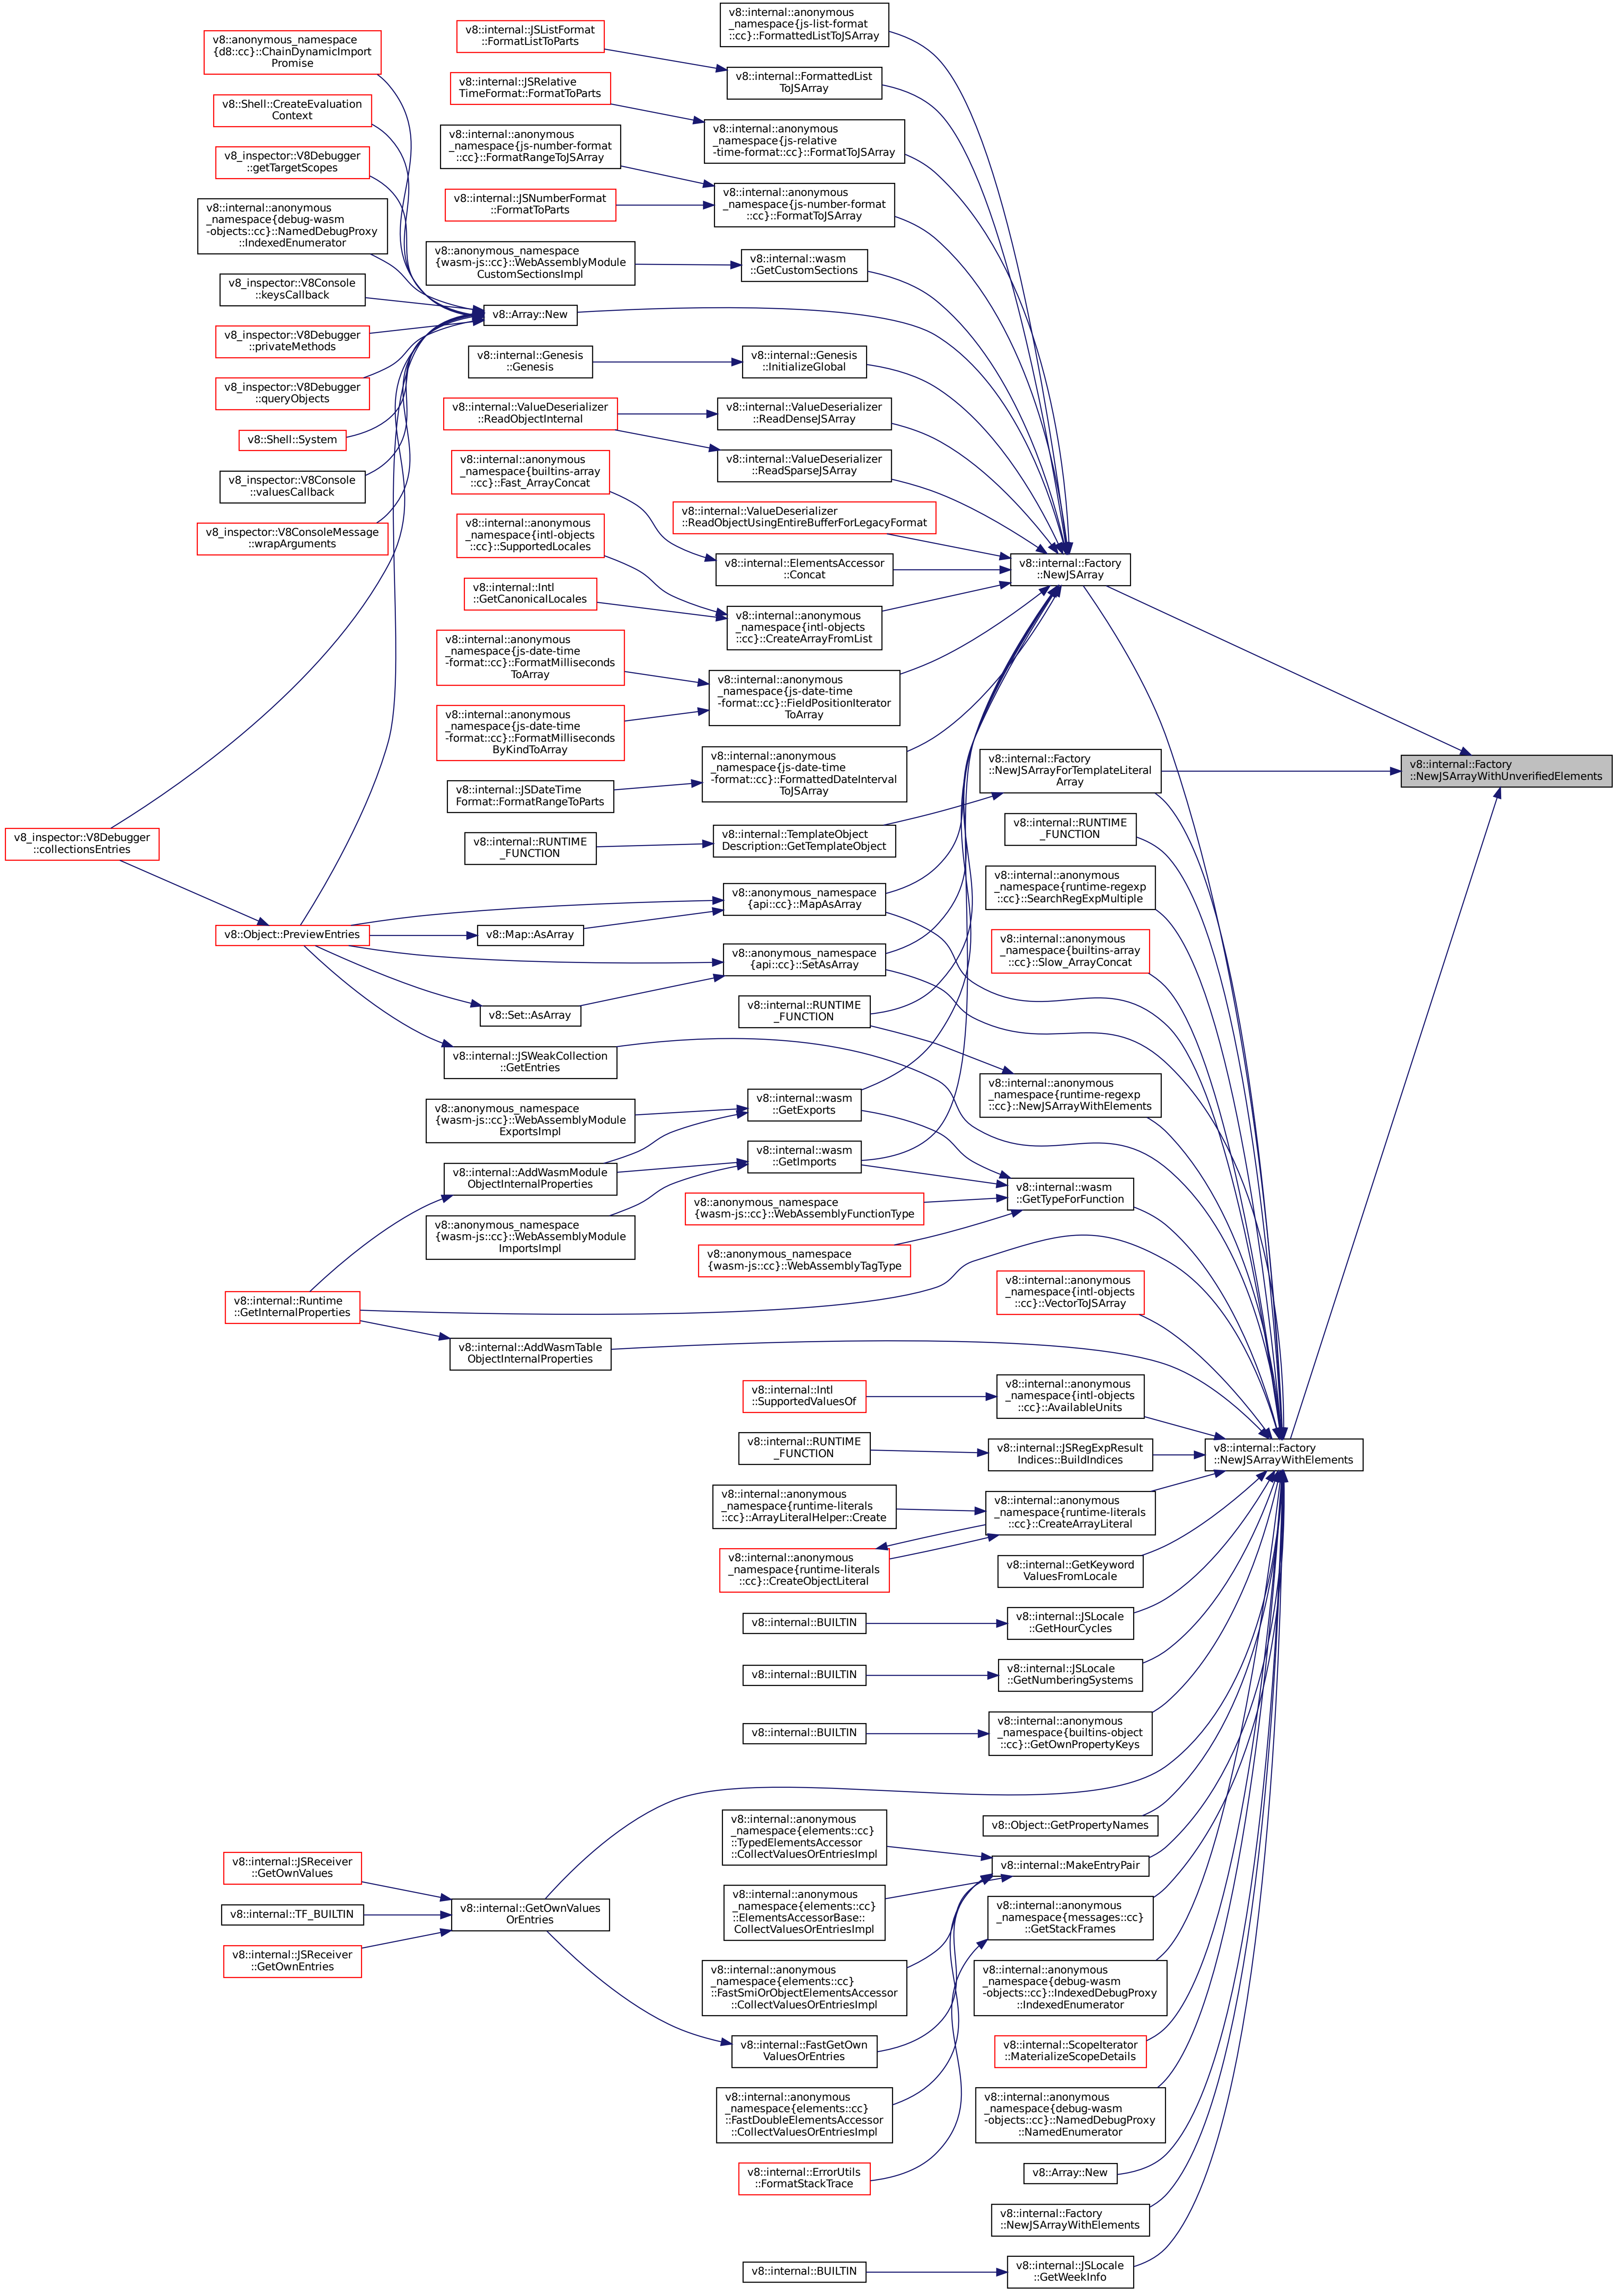 v8::anonymous_namespace
{d8::cc}::ChainDynamicImport
Promise
v8::Shell::CreateEvaluation
Context
v8_inspector::V8Debugger
::getTargetScopes
v8::internal::anonymous
_namespace{debug-wasm
-objects::cc}::NamedDebugProxy
::IndexedEnumerator
v8_inspector::V8Console
::keysCallback
v8_inspector::V8Debugger
::privateMethods
v8_inspector::V8Debugger
::queryObjects
v8::Shell::System
v8_inspector::V8Console
::valuesCallback
v8_inspector::V8ConsoleMessage
::wrapArguments
v8_inspector::V8Debugger
::collectionsEntries
v8::Object::PreviewEntries
v8::internal::Runtime
::GetInternalProperties
v8::internal::JSReceiver
::GetOwnValues
v8::internal::TF_BUILTIN
v8::internal::JSReceiver
::GetOwnEntries
v8::internal::JSListFormat
::FormatListToParts
v8::internal::JSRelative
TimeFormat::FormatToParts
v8::internal::anonymous
_namespace{js-number-format
::cc}::FormatRangeToJSArray
v8::internal::JSNumberFormat
::FormatToParts
v8::anonymous_namespace
{wasm-js::cc}::WebAssemblyModule
CustomSectionsImpl
v8::Array::New
v8::internal::Genesis
::Genesis
v8::internal::ValueDeserializer
::ReadObjectInternal
v8::internal::anonymous
_namespace{builtins-array
::cc}::Fast_ArrayConcat
v8::internal::anonymous
_namespace{intl-objects
::cc}::SupportedLocales
v8::internal::Intl
::GetCanonicalLocales
v8::internal::anonymous
_namespace{js-date-time
-format::cc}::FormatMilliseconds
ToArray
v8::internal::anonymous
_namespace{js-date-time
-format::cc}::FormatMilliseconds
ByKindToArray
v8::internal::JSDateTime
Format::FormatRangeToParts
v8::internal::RUNTIME
_FUNCTION
v8::Map::AsArray
v8::Set::AsArray
v8::internal::JSWeakCollection
::GetEntries
v8::anonymous_namespace
{wasm-js::cc}::WebAssemblyModule
ExportsImpl
v8::internal::AddWasmModule
ObjectInternalProperties
v8::anonymous_namespace
{wasm-js::cc}::WebAssemblyModule
ImportsImpl
v8::internal::AddWasmTable
ObjectInternalProperties
v8::internal::GetOwnValues
OrEntries
v8::internal::anonymous
_namespace{js-list-format
::cc}::FormattedListToJSArray
v8::internal::FormattedList
ToJSArray
v8::internal::anonymous
_namespace{js-relative
-time-format::cc}::FormatToJSArray
v8::internal::anonymous
_namespace{js-number-format
::cc}::FormatToJSArray
v8::internal::wasm
::GetCustomSections
v8::internal::Genesis
::InitializeGlobal
v8::internal::ValueDeserializer
::ReadDenseJSArray
v8::internal::ValueDeserializer
::ReadSparseJSArray
v8::internal::ValueDeserializer
::ReadObjectUsingEntireBufferForLegacyFormat
v8::internal::ElementsAccessor
::Concat
v8::internal::anonymous
_namespace{intl-objects
::cc}::CreateArrayFromList
v8::internal::anonymous
_namespace{js-date-time
-format::cc}::FieldPositionIterator
ToArray
v8::internal::anonymous
_namespace{js-date-time
-format::cc}::FormattedDateInterval
ToJSArray
v8::internal::TemplateObject
Description::GetTemplateObject
v8::anonymous_namespace
{api::cc}::MapAsArray
v8::anonymous_namespace
{api::cc}::SetAsArray
v8::internal::RUNTIME
_FUNCTION
v8::internal::wasm
::GetExports
v8::internal::wasm
::GetImports
v8::anonymous_namespace
{wasm-js::cc}::WebAssemblyFunctionType
v8::anonymous_namespace
{wasm-js::cc}::WebAssemblyTagType
v8::internal::Intl
::SupportedValuesOf
v8::internal::RUNTIME
_FUNCTION
v8::internal::anonymous
_namespace{runtime-literals
::cc}::ArrayLiteralHelper::Create
v8::internal::anonymous
_namespace{runtime-literals
::cc}::CreateObjectLiteral
v8::internal::BUILTIN
v8::internal::BUILTIN
v8::internal::BUILTIN
v8::internal::anonymous
_namespace{elements::cc}
::TypedElementsAccessor
::CollectValuesOrEntriesImpl
v8::internal::anonymous
_namespace{elements::cc}
::ElementsAccessorBase::
CollectValuesOrEntriesImpl
v8::internal::anonymous
_namespace{elements::cc}
::FastSmiOrObjectElementsAccessor
::CollectValuesOrEntriesImpl
v8::internal::FastGetOwn
ValuesOrEntries
v8::internal::anonymous
_namespace{elements::cc}
::FastDoubleElementsAccessor
::CollectValuesOrEntriesImpl
v8::internal::ErrorUtils
::FormatStackTrace
v8::internal::BUILTIN
v8::internal::Factory
::NewJSArray
v8::internal::Factory
::NewJSArrayForTemplateLiteral
Array
v8::internal::RUNTIME
_FUNCTION
v8::internal::anonymous
_namespace{runtime-regexp
::cc}::SearchRegExpMultiple
v8::internal::anonymous
_namespace{builtins-array
::cc}::Slow_ArrayConcat
v8::internal::anonymous
_namespace{runtime-regexp
::cc}::NewJSArrayWithElements
v8::internal::wasm
::GetTypeForFunction
v8::internal::anonymous
_namespace{intl-objects
::cc}::VectorToJSArray
v8::internal::anonymous
_namespace{intl-objects
::cc}::AvailableUnits
v8::internal::JSRegExpResult
Indices::BuildIndices
v8::internal::anonymous
_namespace{runtime-literals
::cc}::CreateArrayLiteral
v8::internal::GetKeyword
ValuesFromLocale
v8::internal::JSLocale
::GetHourCycles
v8::internal::JSLocale
::GetNumberingSystems
v8::internal::anonymous
_namespace{builtins-object
::cc}::GetOwnPropertyKeys
v8::Object::GetPropertyNames
v8::internal::MakeEntryPair
v8::internal::anonymous
_namespace{messages::cc}
::GetStackFrames
v8::internal::anonymous
_namespace{debug-wasm
-objects::cc}::IndexedDebugProxy
::IndexedEnumerator
v8::internal::ScopeIterator
::MaterializeScopeDetails
v8::internal::anonymous
_namespace{debug-wasm
-objects::cc}::NamedDebugProxy
::NamedEnumerator
v8::Array::New
v8::internal::Factory
::NewJSArrayWithElements
v8::internal::JSLocale
::GetWeekInfo
v8::internal::Factory
::NewJSArrayWithElements
v8::internal::Factory
::NewJSArrayWithUnverifiedElements